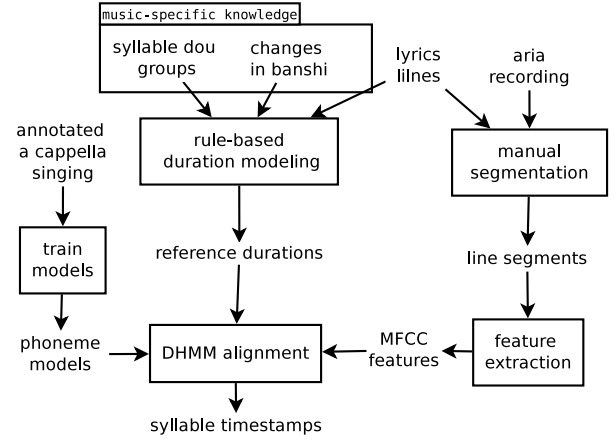 music-specific knowledge
syllable dou
groups
changes
in banshi
lyrics
lilnes
aria
recording
annotated
a cappella
singing
rule-based
duration modeling
manual
segmentation
train
models
reference durations
line segments
phoneme
models
DHMM alignment
MFCC
features
feature
extraction
syllable timestamps